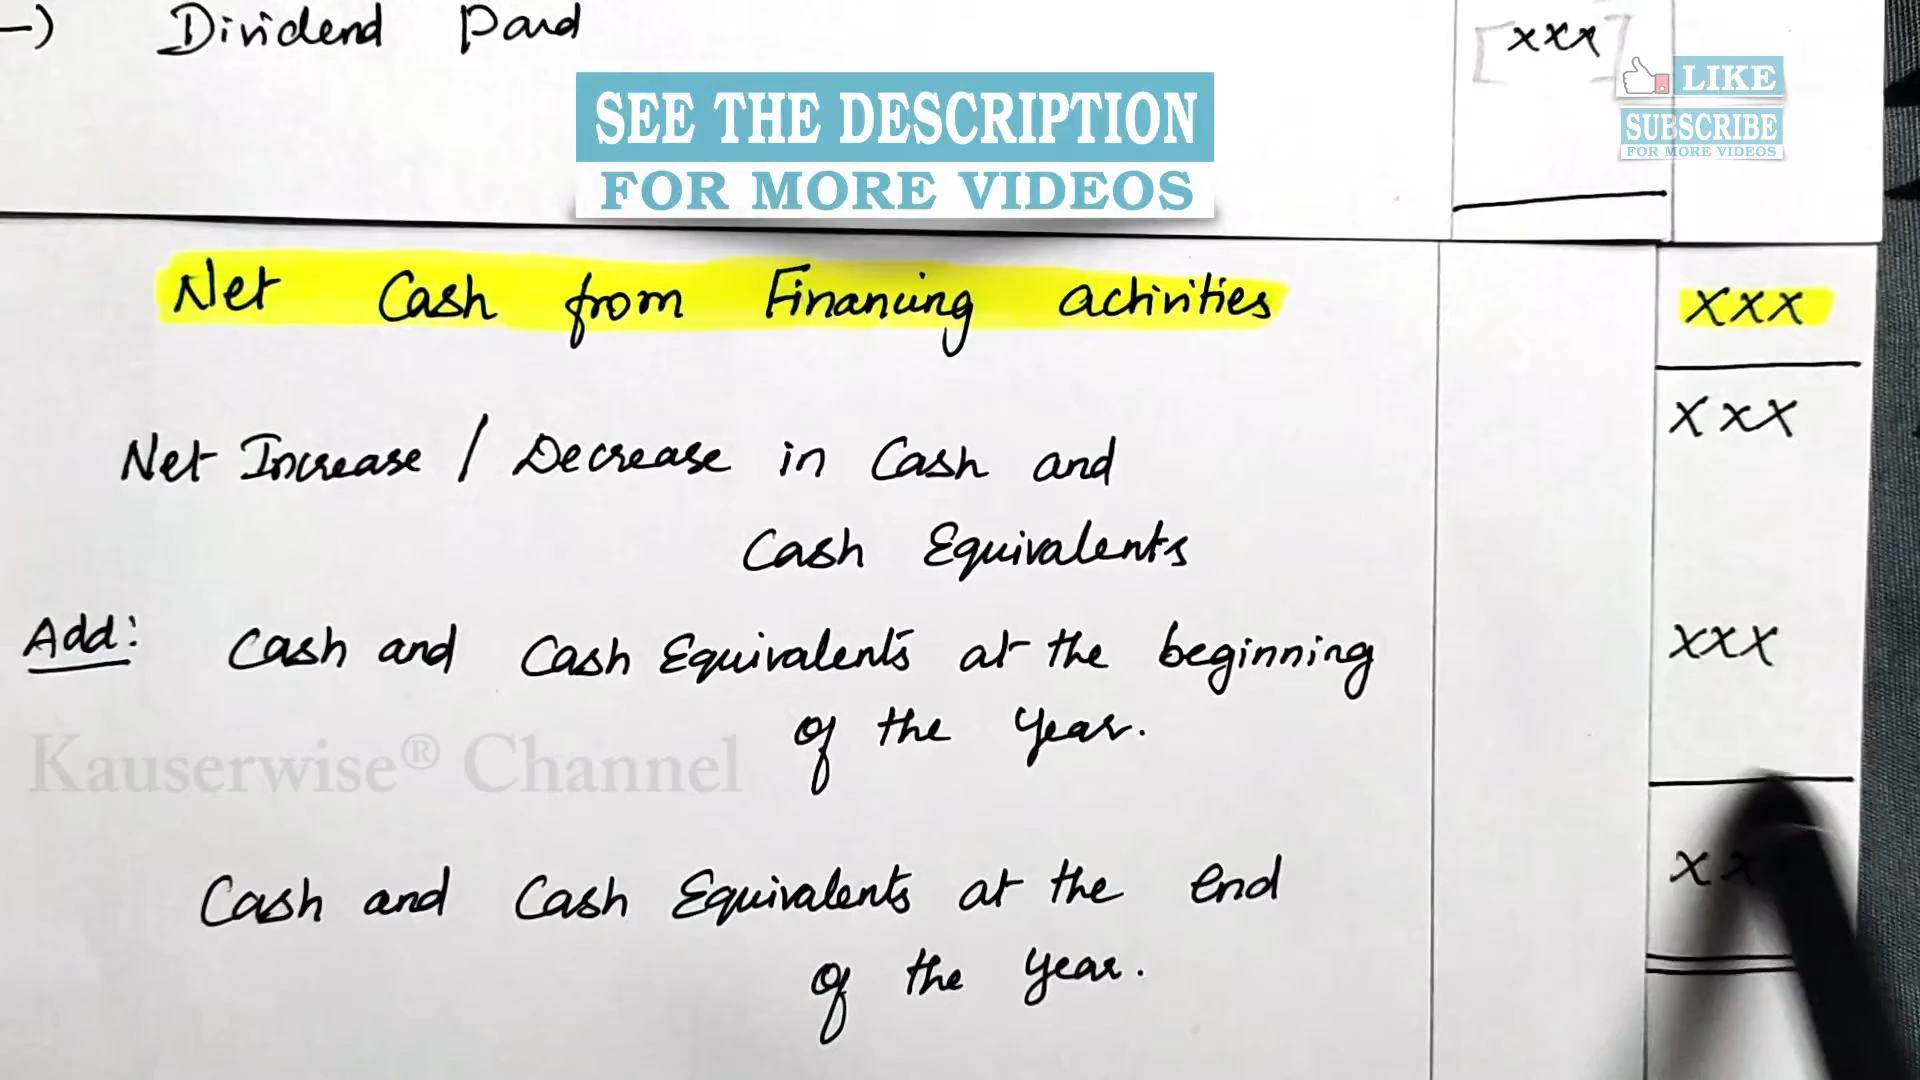 -) Dividend Paid xxx
LIKE
SUBSCRIBE
FOR MORE VIDEOS
SEE THE DESCRIPTION
FOR MORE VIDEOS
Net Cash from Financing activities XXX
XXX
Net Increase / Decrease in Cash and
Cash Equivalents
Add: Cash and Cash Equivalents at the beginning XXX
of the Year.
Kauserwise® Channel
Cash and Cash Equivalents at the end
of the Year.